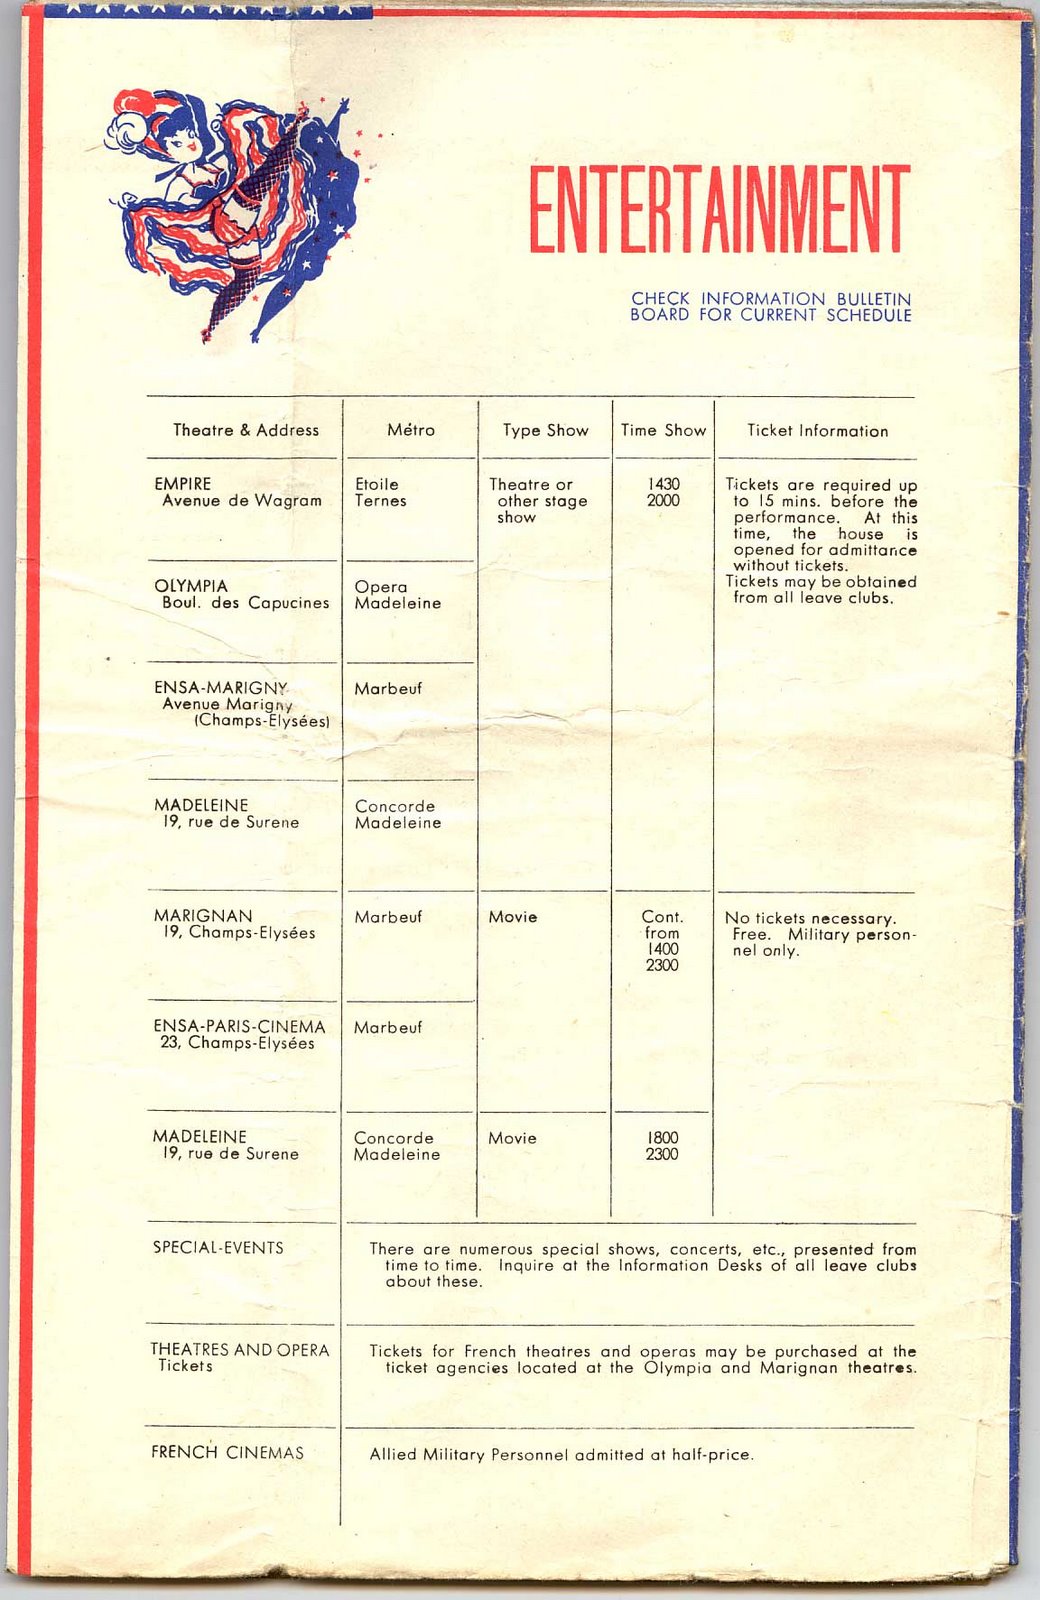 ENTERTAINMENT
CHECK INFORMATION BULLETIN
BOARD FOR CURRENT SCHEDULE
Theatre & Address
Métro
Type Show
Time Show
Ticket Information
EMPIRE
Avenue de Wagram
Etoile
Ternes
Theatre or
other stage
show
1430
2000
Tickets are required up
to 15 mins. before the
performance. At this
time, the house is
opened for admittance
without tickets.
Tickets may be obtained
from all leave clubs.
OLYMPIA
Boul. des Capucines
Opera
Madeleine
ENSA-MARIGNY
Avenue Marigny
(Champs-Elysées)
Marbeuf
MADELEINE
19, rue de Surene
Concorde
Madeleine
MARIGNAN
19, Champs-Elysées
Marbeuf
Movie
Cont.
from
1400
2300
No tickets necessary.
Free. Military person-
nel only.
ENSA-PARIS-CINEMA
23, Champs-Elysées
Marbeuf
MADELEINE
19, rue de Surene
Concorde
Madeleine
Movie
1800
2300
SPECIAL-EVENTS
There are numerous special shows, concerts, etc., presented from
time to time. Inquire at the Information Desks of all leave clubs
about these.
THEATRES AND OPERA
Tickets
Tickets for French theatres and operas may be purchased at the
ticket agencies located at the Olympia and Marignan theatres.
FRENCH CINEMAS
Allied Military Personnel admitted at half-price.